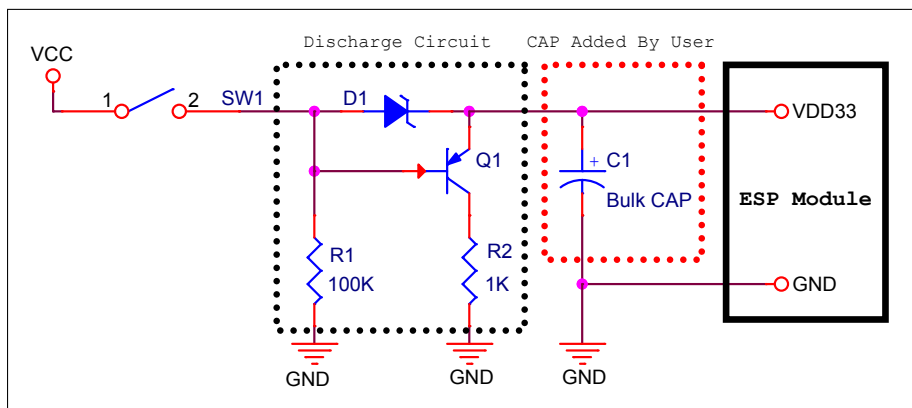 Discharge Circuit
CAP Added By User
VCC
1
2
SW1
D1
VDD33
Q1
+
C1
Bulk CAP
ESP Module
R1
100K
R2
1K
GND
GND
GND
GND